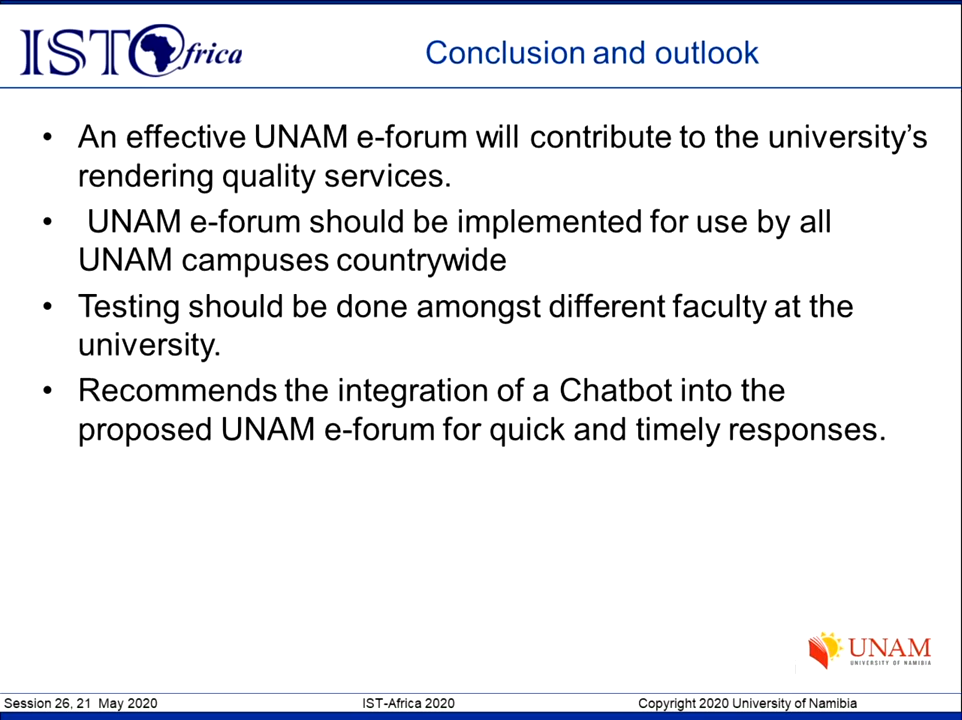 IST Africa
Conclusion and outlook
• An effective UNAM e-forum will contribute to the university’s
rendering quality services.
• UNAM e-forum should be implemented for use by all
UNAM campuses countrywide
• Testing should be done amongst different faculty at the
university.
• Recommends the integration of a Chatbot into the
proposed UNAM e-forum for quick and timely responses.
UNAM
UNIVERSITY OF NAMIBIA
Session 26, 21 May 2020 IST-Africa 2020 Copyright 2020 University of Namibia